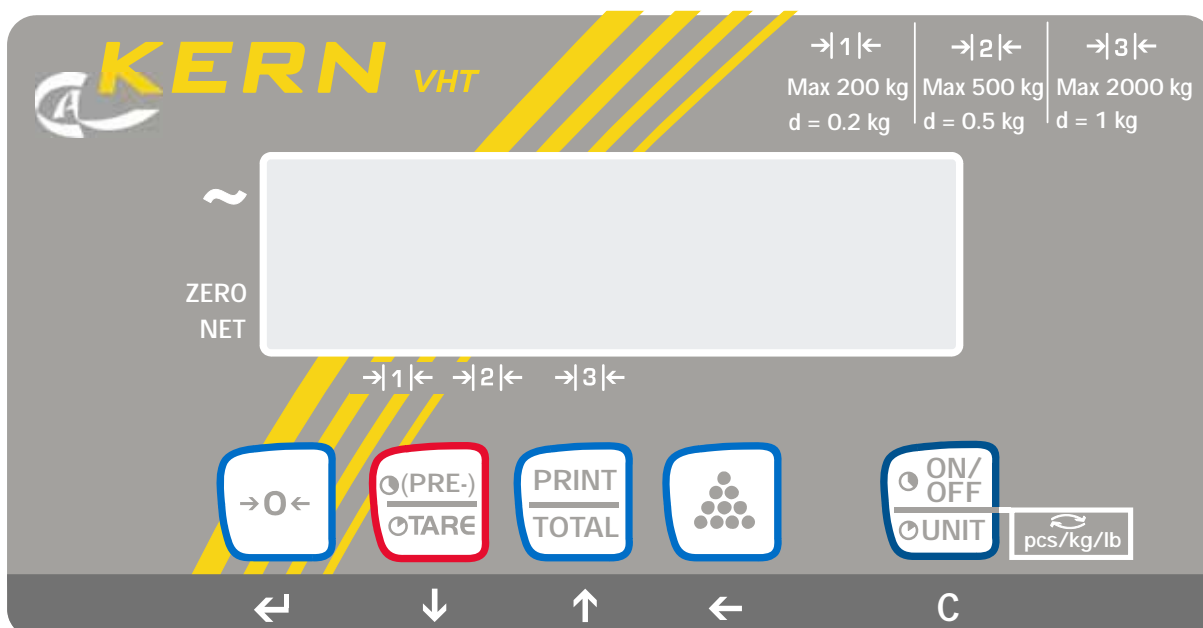 KERN VHT
A
→|1|← →|2|← →|3|←
Max 200 kg Max 500 kg Max 2000 kg
d = 0.2 kg d = 0.5 kg d = 1 kg
~
ZERO
NET
→|1|← →|2|← →|3|←
→0←
(PRE-)
TARE
PRINT
TOTAL
ON/
OFF
UNIT
pcs/kg/lb
↵ ↓ ↑ ← C